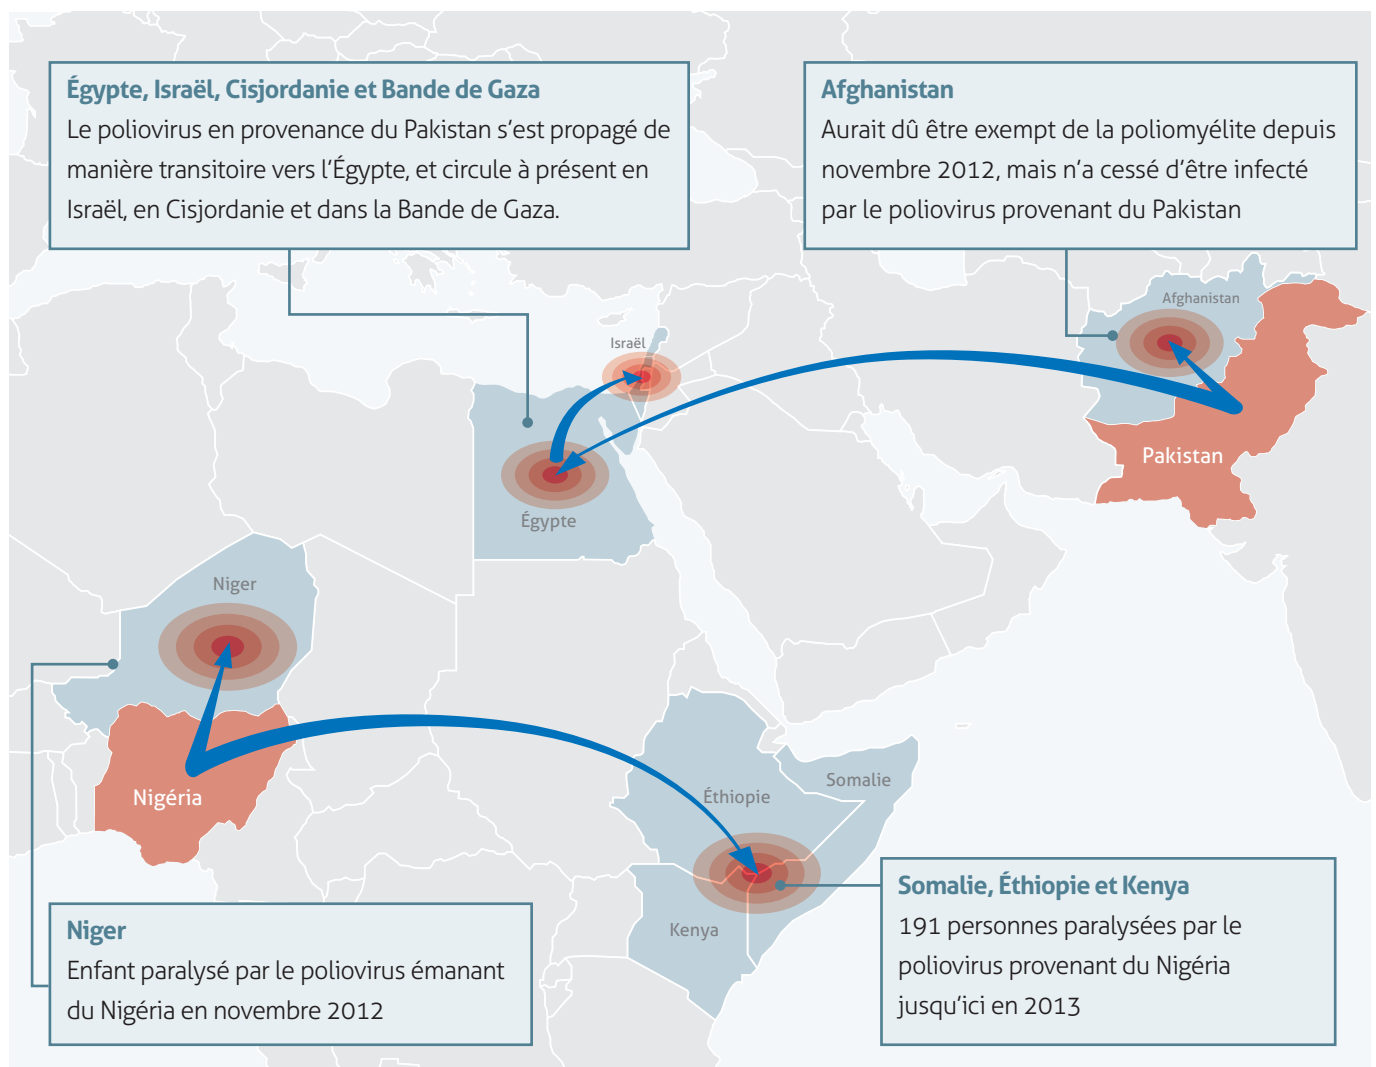 Égypte, Israël, Cisjordanie et Bande de Gaza
Le poliovirus en provenance du Pakistan s’est propagé de
manière transitoire vers l’Égypte, et circule à présent en
Israël, en Cisjordanie et dans la Bande de Gaza.
Afghanistan
Aurait dû être exempt de la poliomyélite depuis
novembre 2012, mais n’a cessé d’être infecté
par le poliovirus provenant du Pakistan
Afghanistan
Israël
Pakistan
Égypte
Niger
Nigéria
Éthiopie
Somalie
Kenya
Niger
Enfant paralysé par le poliovirus émanant
du Nigéria en novembre 2012
Somalie, Éthiopie et Kenya
191 personnes paralysées par le
poliovirus provenant du Nigéria
jusqu’ici en 2013